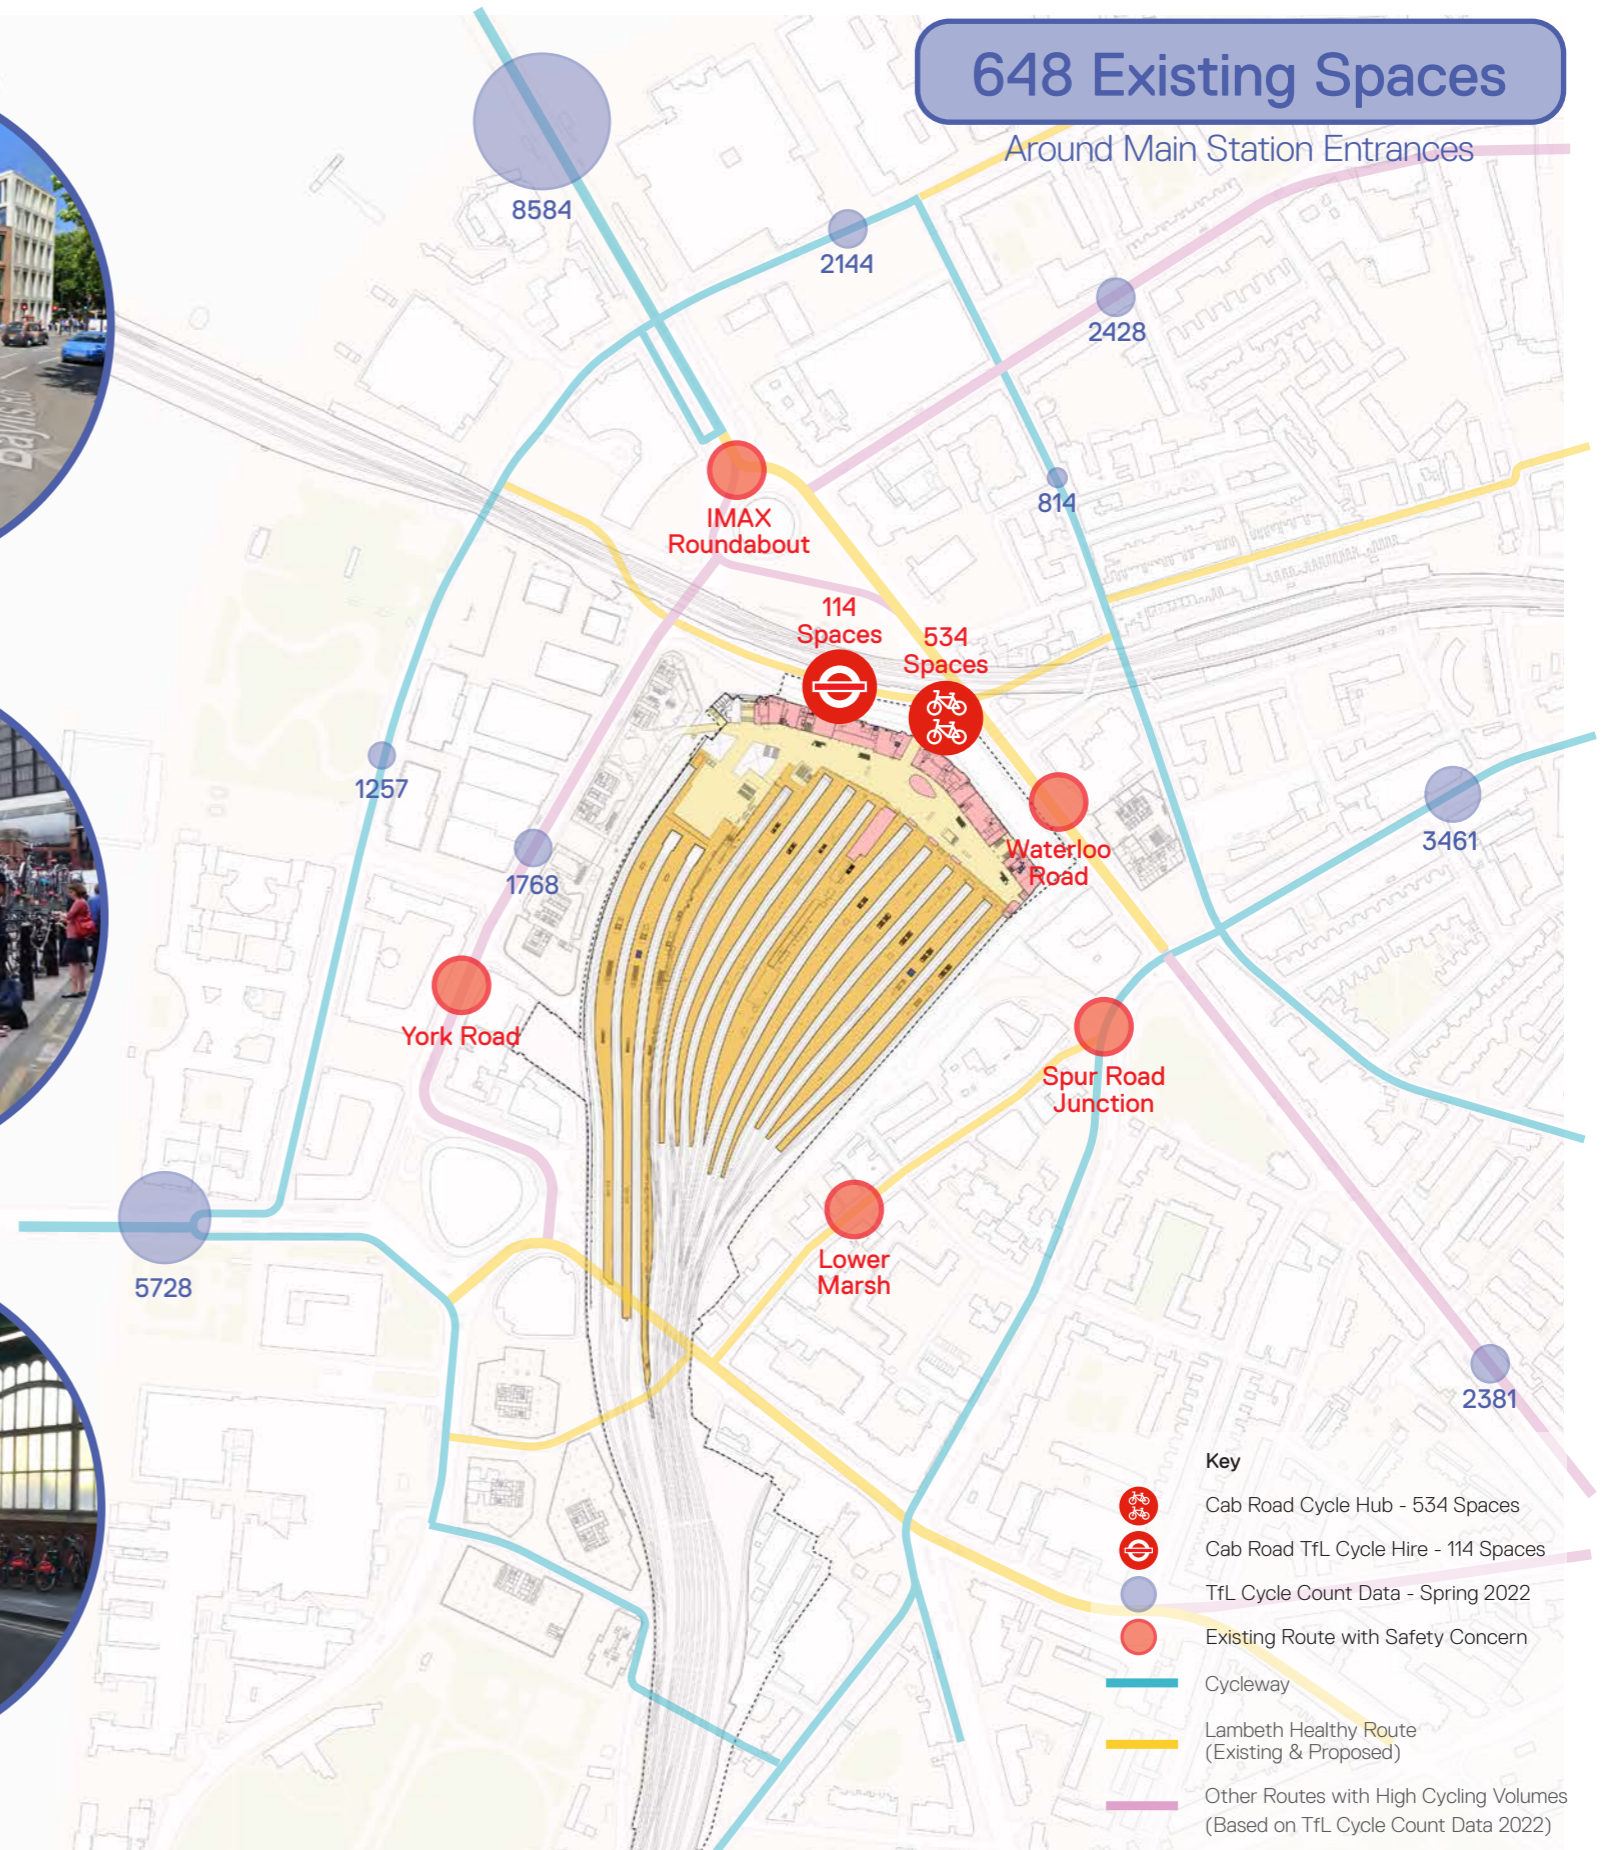 648 Existing Spaces
Around Main Station Entrances
8584
2144
2428
Baylis Rd
814
IMAX
Roundabout
114
Spaces
534
Spaces
1257
1768
Waterloo
Road
3461
York Road
Spur Road
Junction
Lower
Marsh
5728
2381
Key
Cab Road Cycle Hub - 534 Spaces
Cab Road TfL Cycle Hire - 114 Spaces
TfL Cycle Count Data - Spring 2022
Existing Route with Safety Concern
Cycleway
Lambeth Healthy Route
(Existing & Proposed)
Other Routes with High Cycling Volumes
(Based on TfL Cycle Count Data 2022)